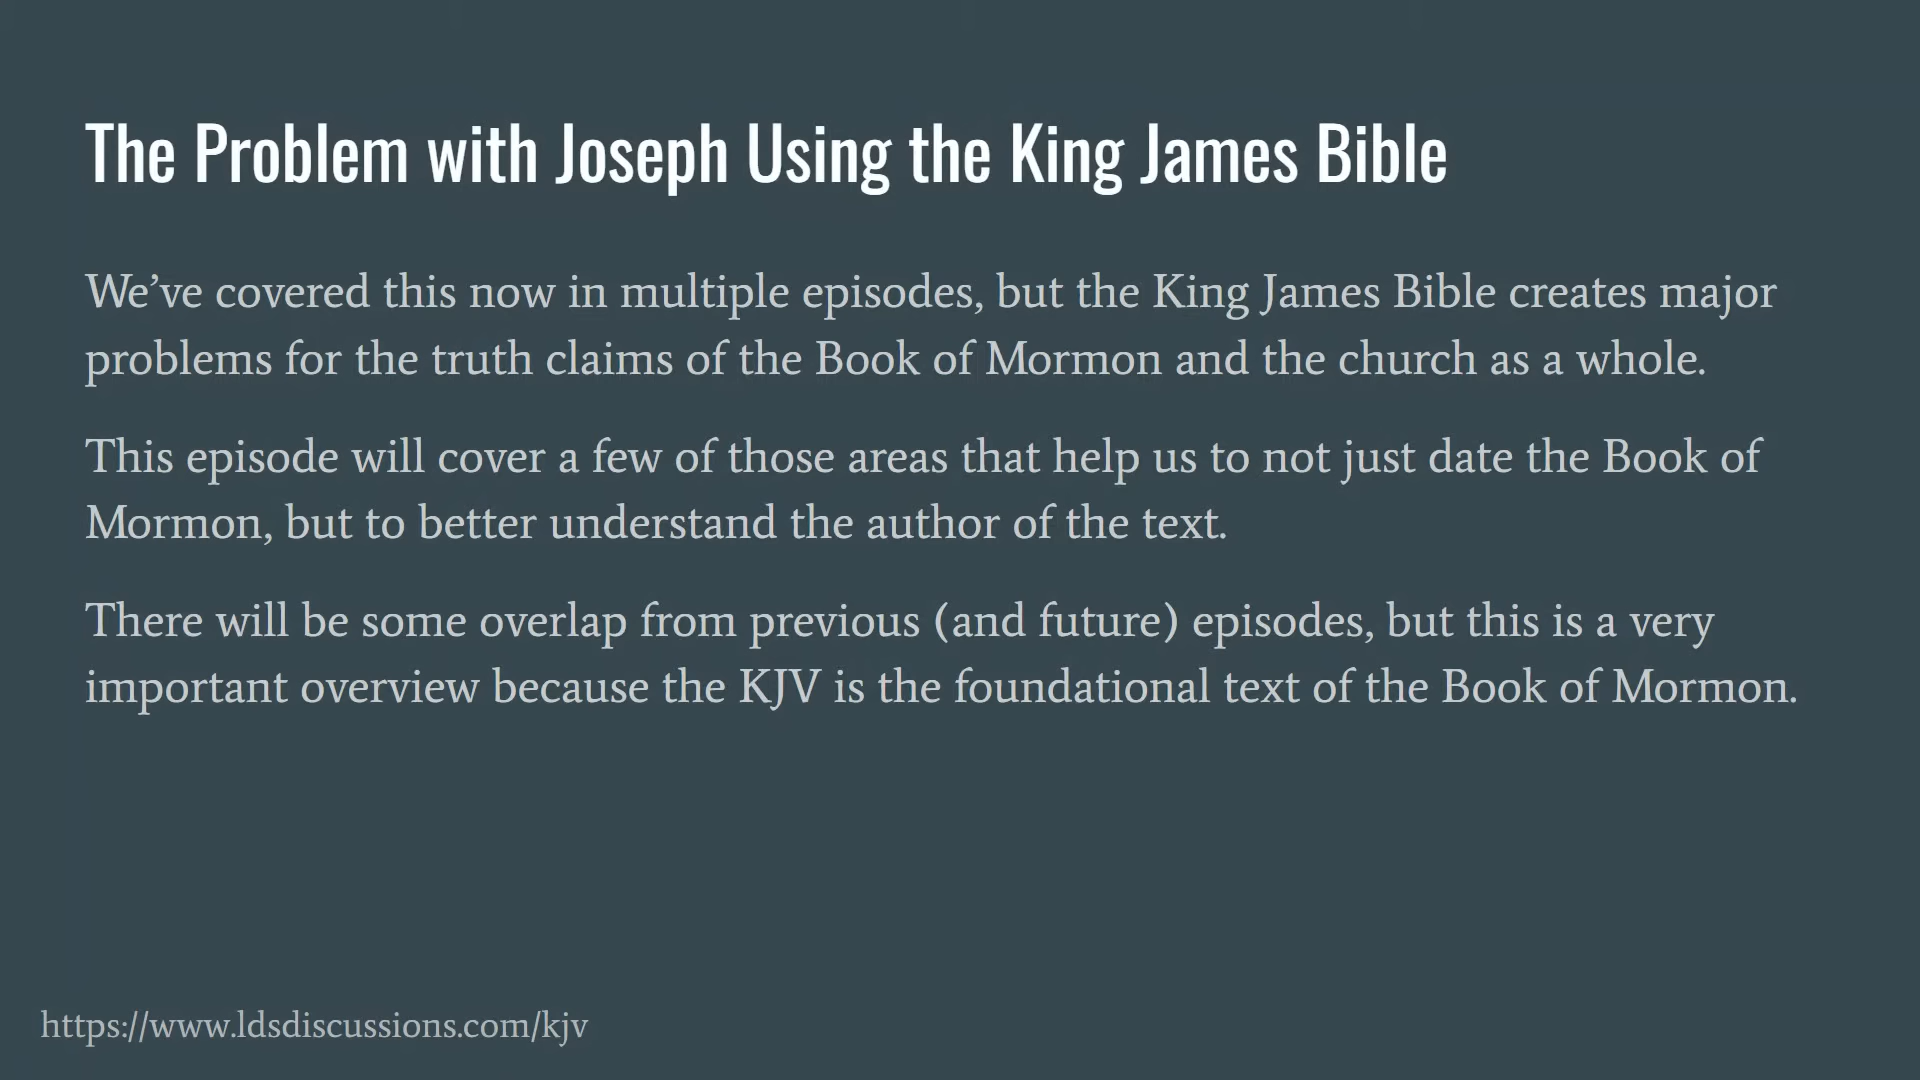 The Problem with Joseph Using the King James Bible
We’ve covered this now in multiple episodes, but the King James Bible creates major
problems for the truth claims of the Book of Mormon and the church as a whole.
This episode will cover a few of those areas that help us to not just date the Book of
Mormon, but to better understand the author of the text.
There will be some overlap from previous (and future) episodes, but this is a very
important overview because the KJV is the foundational text of the Book of Mormon.
https://www.ldsdiscussions.com/kjv